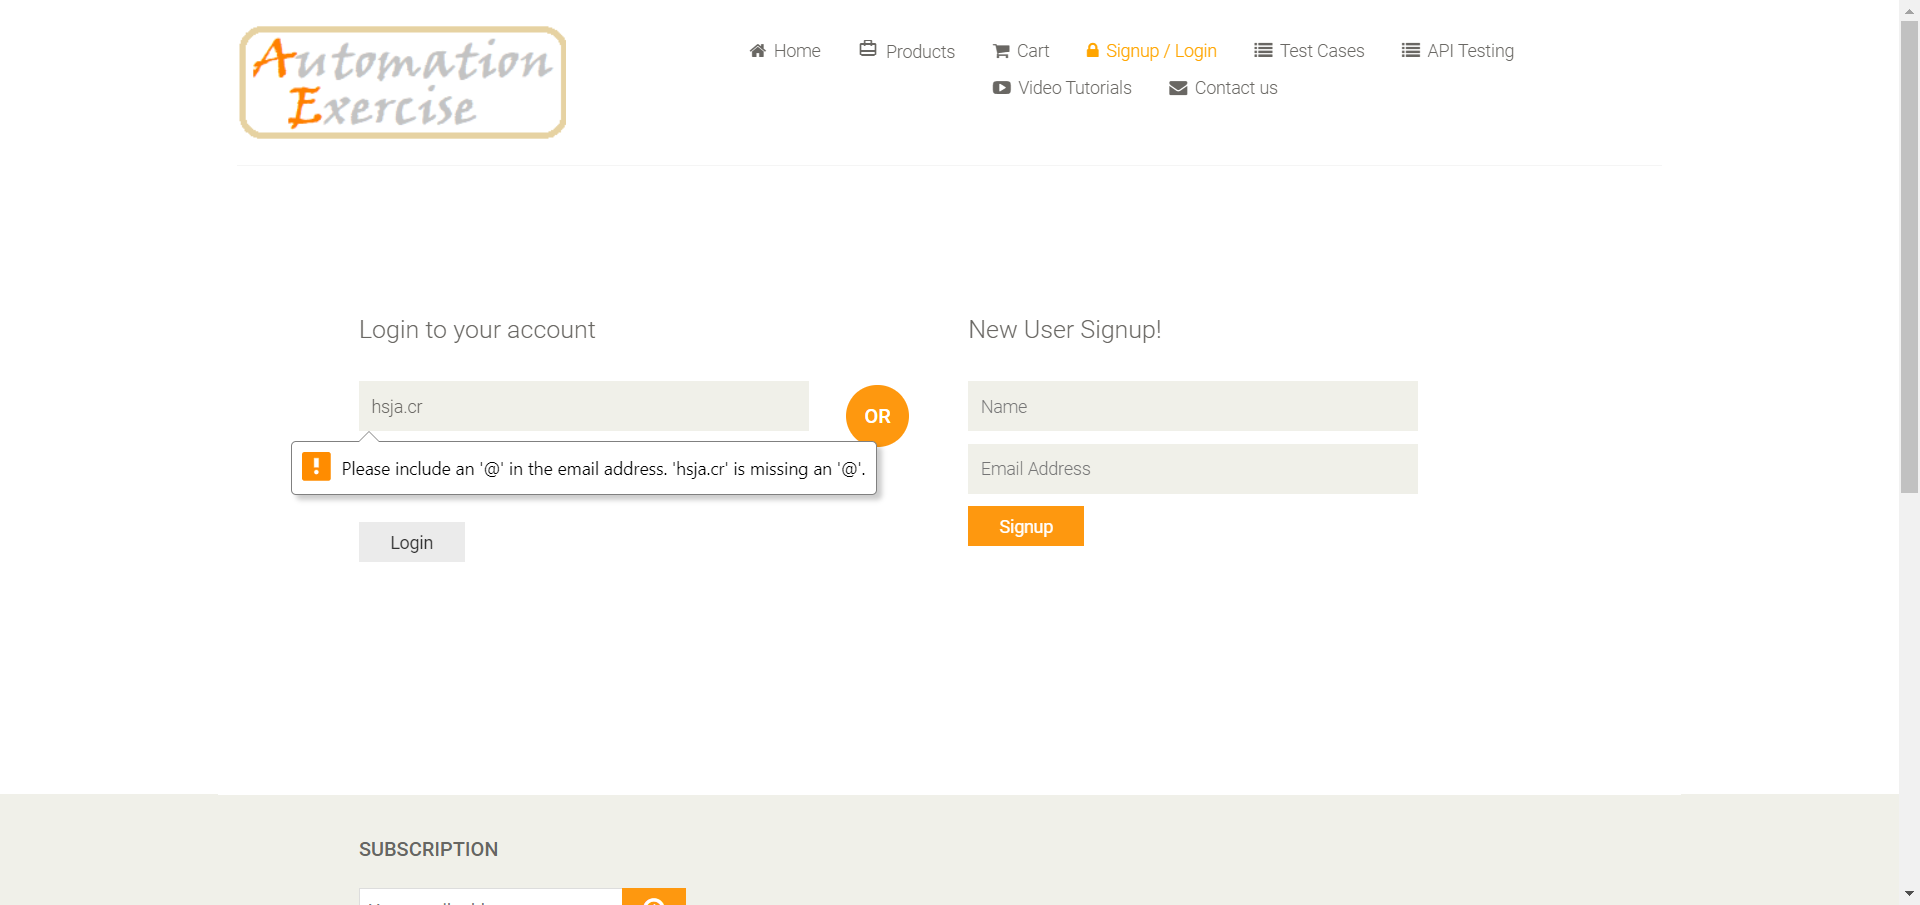 Automation
Exercise
Home
Products
Cart
Signup / Login
Test Cases
API Testing
Video Tutorials
Contact us
Login to your account
hsja.cr
Please include an '@' in the email address. 'hsja.cr' is missing an '@'.
Login
OR
New User Signup!
Name
Email Address
Signup
SUBSCRIPTION